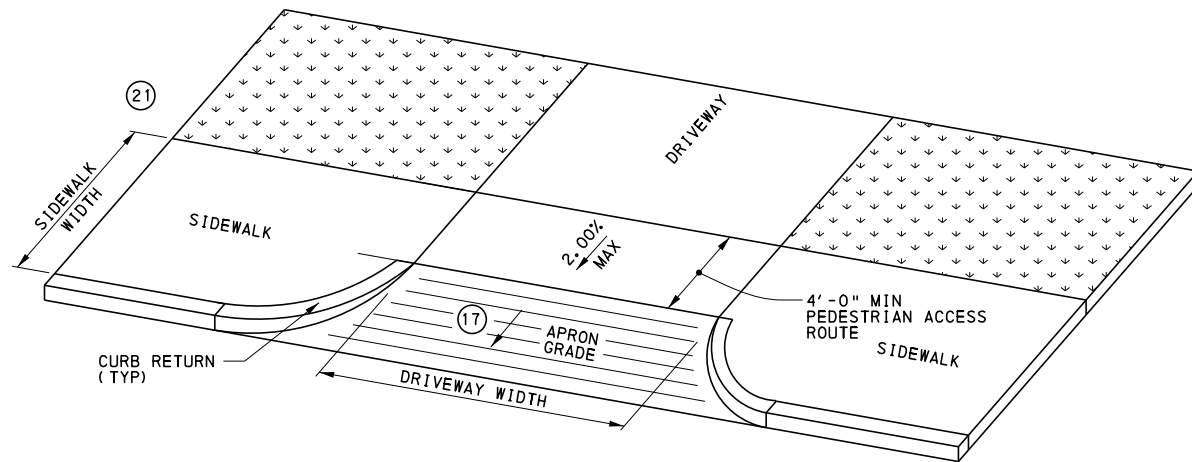 21
DRIVEWAY
SIDEWALK
WIDTH
SIDEWALK
2.00%
MAX
4'-0" MIN
PEDESTRIAN ACCESS
ROUTE
SIDEWALK
17
APRON
GRADE
CURB RETURN
(TYP)
DRIVEWAY WIDTH